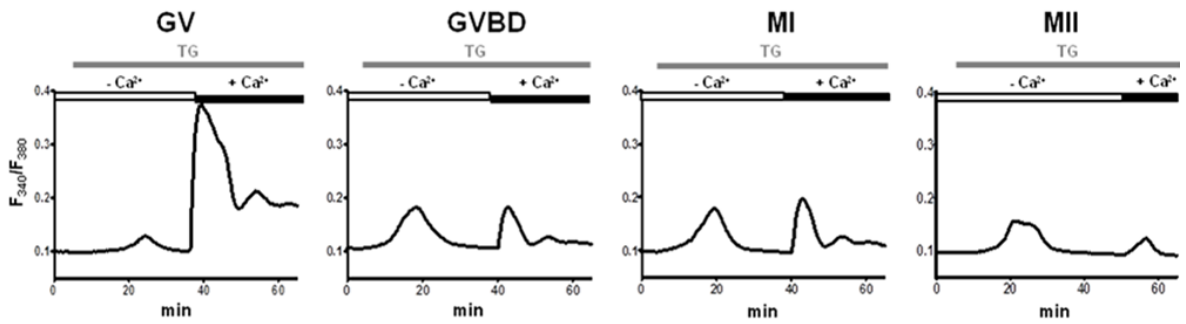 GV GVBD MI MII
TG TG TG TG
- Ca²⁺ + Ca²⁺ - Ca²⁺ + Ca²⁺ - Ca²⁺ + Ca²⁺ - Ca²⁺ + Ca²⁺
0.4 0.4 0.4 0.4
0.3 0.3 0.3 0.3
0.2 0.2 0.2 0.2
0.1 0.1 0.1 0.1
F340/F380
0 20 40 60 0 20 40 60 0 20 40 60 0 20 40 60
min min min min